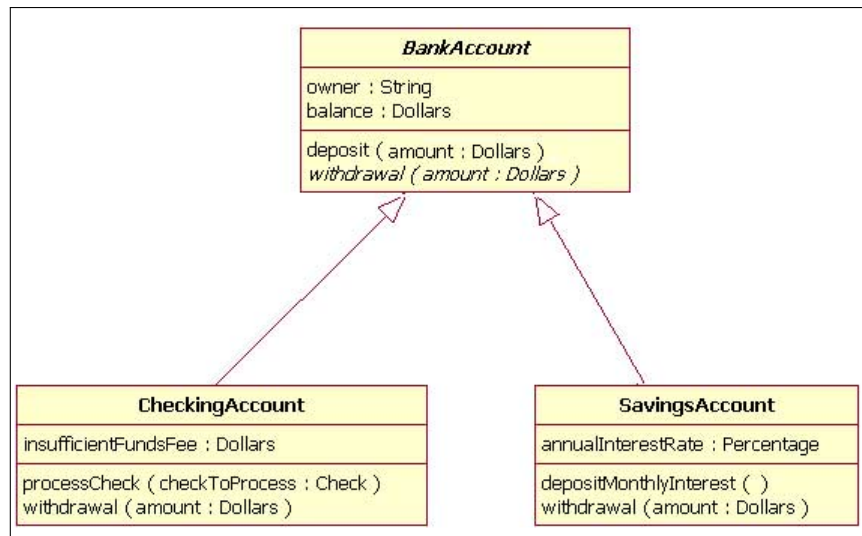 BankAccount
owner : String
balance : Dollars
deposit ( amount : Dollars )
withdrawal ( amount : Dollars )
CheckingAccount
insufficientFundsFee : Dollars
processCheck ( checkToProcess : Check )
withdrawal ( amount : Dollars )
SavingsAccount
annualInterestRate : Percentage
depositMonthlyInterest ( )
withdrawal ( amount : Dollars )